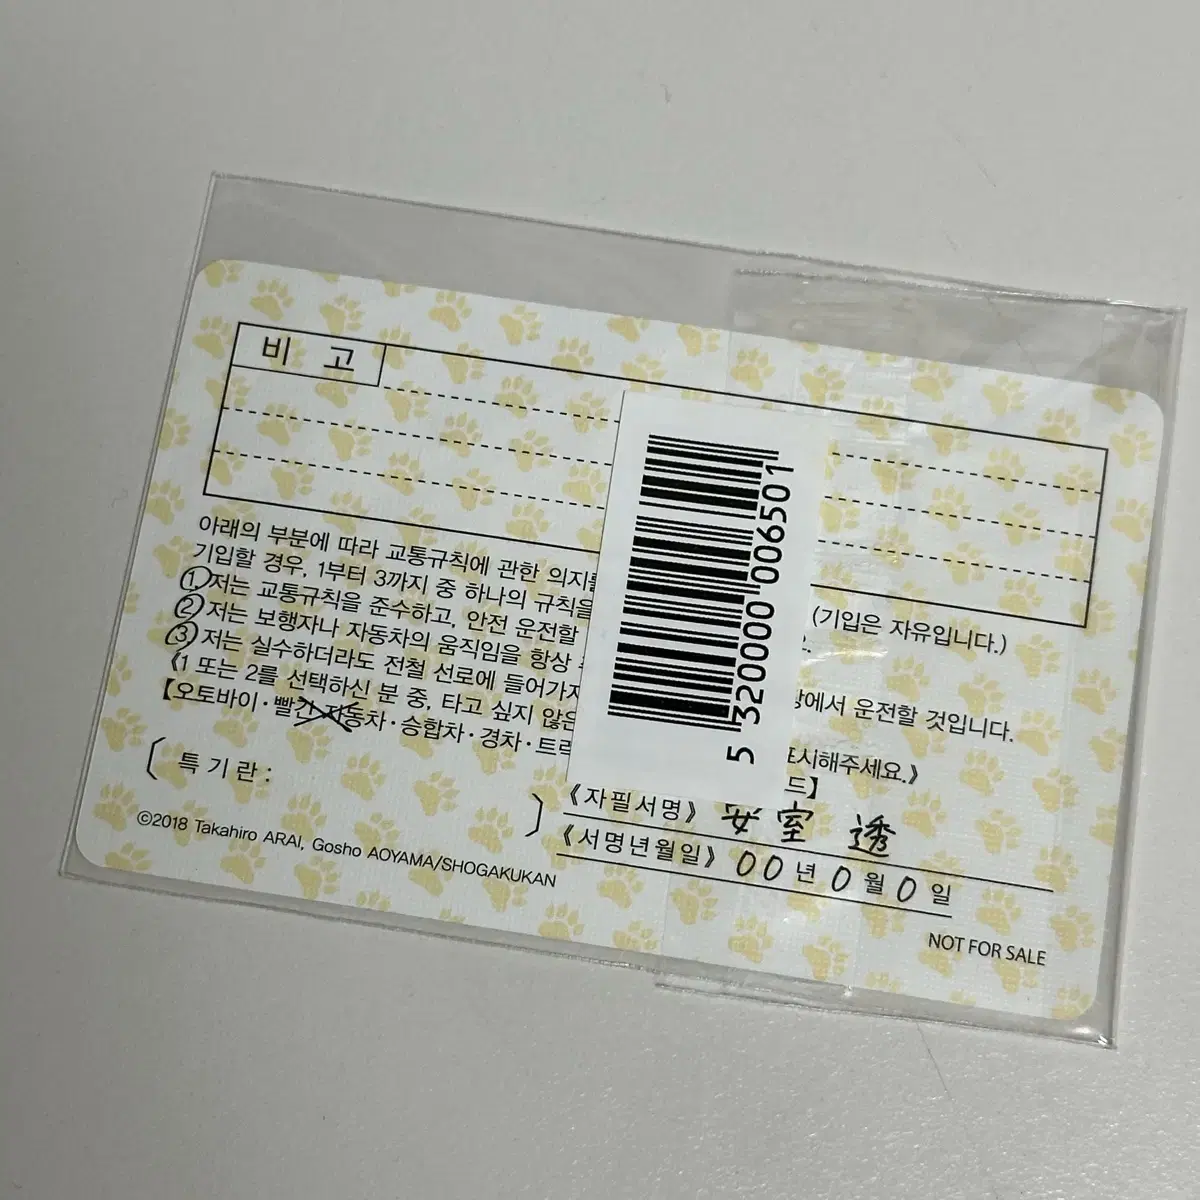 비 고
아래의 부분에 따라 교통규칙에 관한 의지를
(기입은 자유입니다.)
기입할 경우, 1부터 3까지 중 하나의 규칙을
1. 저는 교통규칙을 준수하고, 안전 운전할
2. 저는 보행자나 자동차의 움직임을 항상
에서 운전할 것입니다.
3. 저는 실수하더라도 전철 선로에 들어가지
《1 또는 2를 선택하신 분 중, 타고 싶지 않은
표시해주세요.》
【오토바이·빨간 자동차·승합차·경차·트
드】
특기란:
《자필서명》 安室 透
《서명년월일》 00년 0월 0일
©2018 Takahiro ARAI, Gosho AOYAMA/SHOGAKUKAN
NOT FOR SALE
5 320000 006501